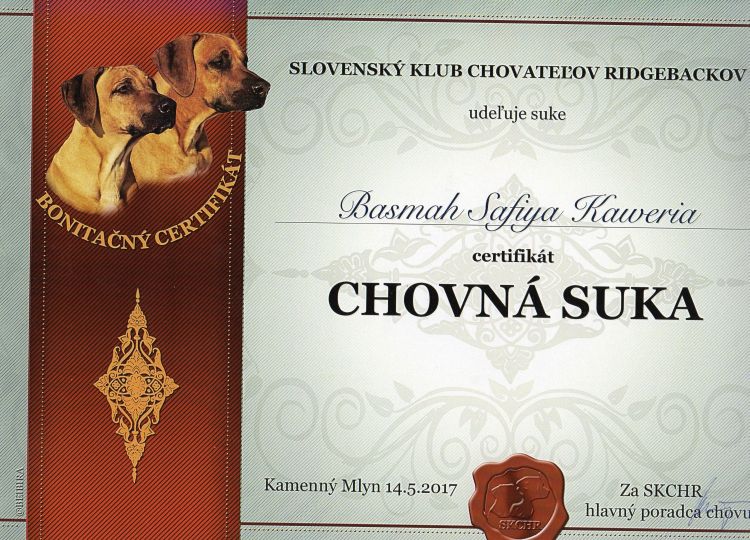 SLOVENSKÝ KLUB CHOVATEĽOV RIDGEBACKOV
udeľuje suke
BONITAČNÝ CERTIFIKÁT
Basmah Safiya Kaweria
certifikát
CHOVNÁ SUKA
Kamenný Mlyn 14.5.2017
Za SKCHR
hlavný poradca chovu
SKCHR
©BEIBIRA